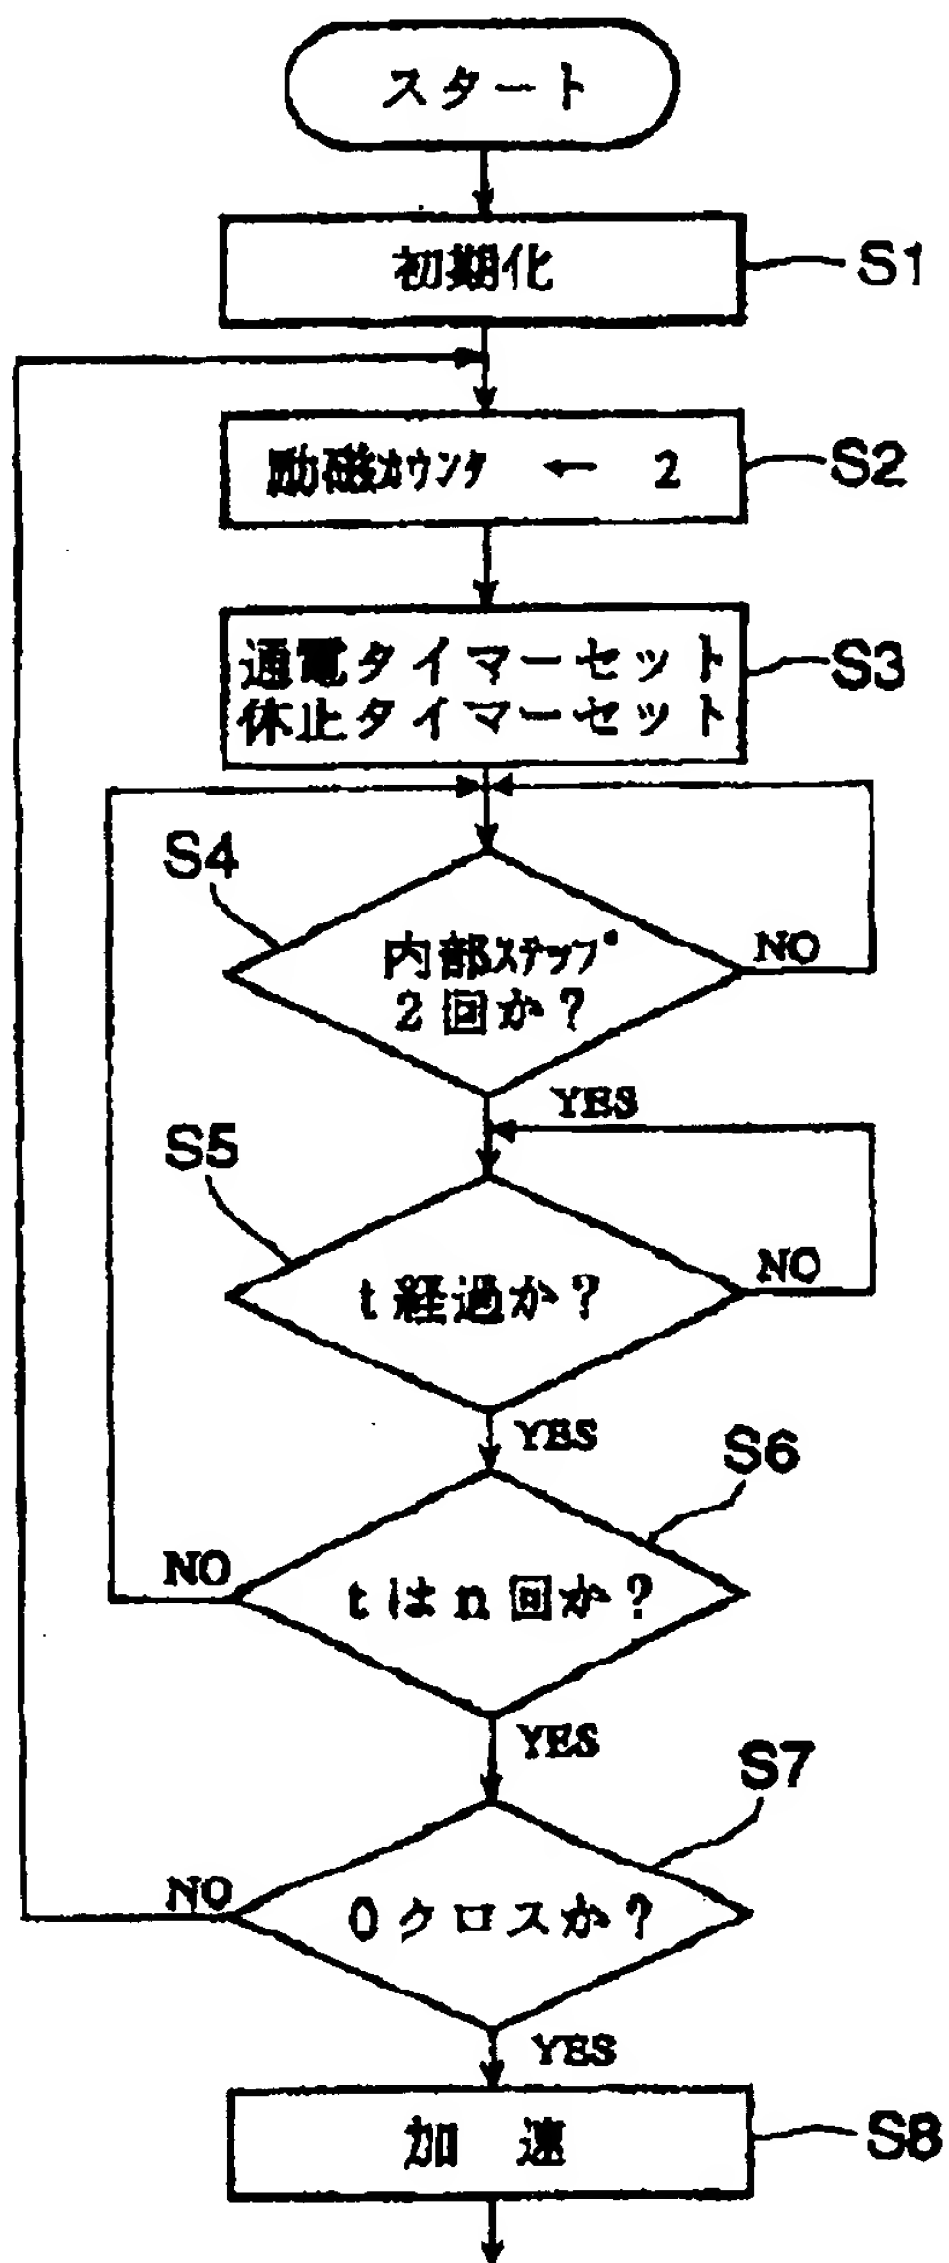 スタート
初期化
S1
励磁カウンタ ← 2
S2
通電タイマーセット
休止タイマーセット
S3
S4
内部ステップ
2回か?
NO
YES
S5
t経過か?
NO
YES
S6
tはn回か?
NO
YES
S7
0クロスか?
NO
YES
加 速
S8